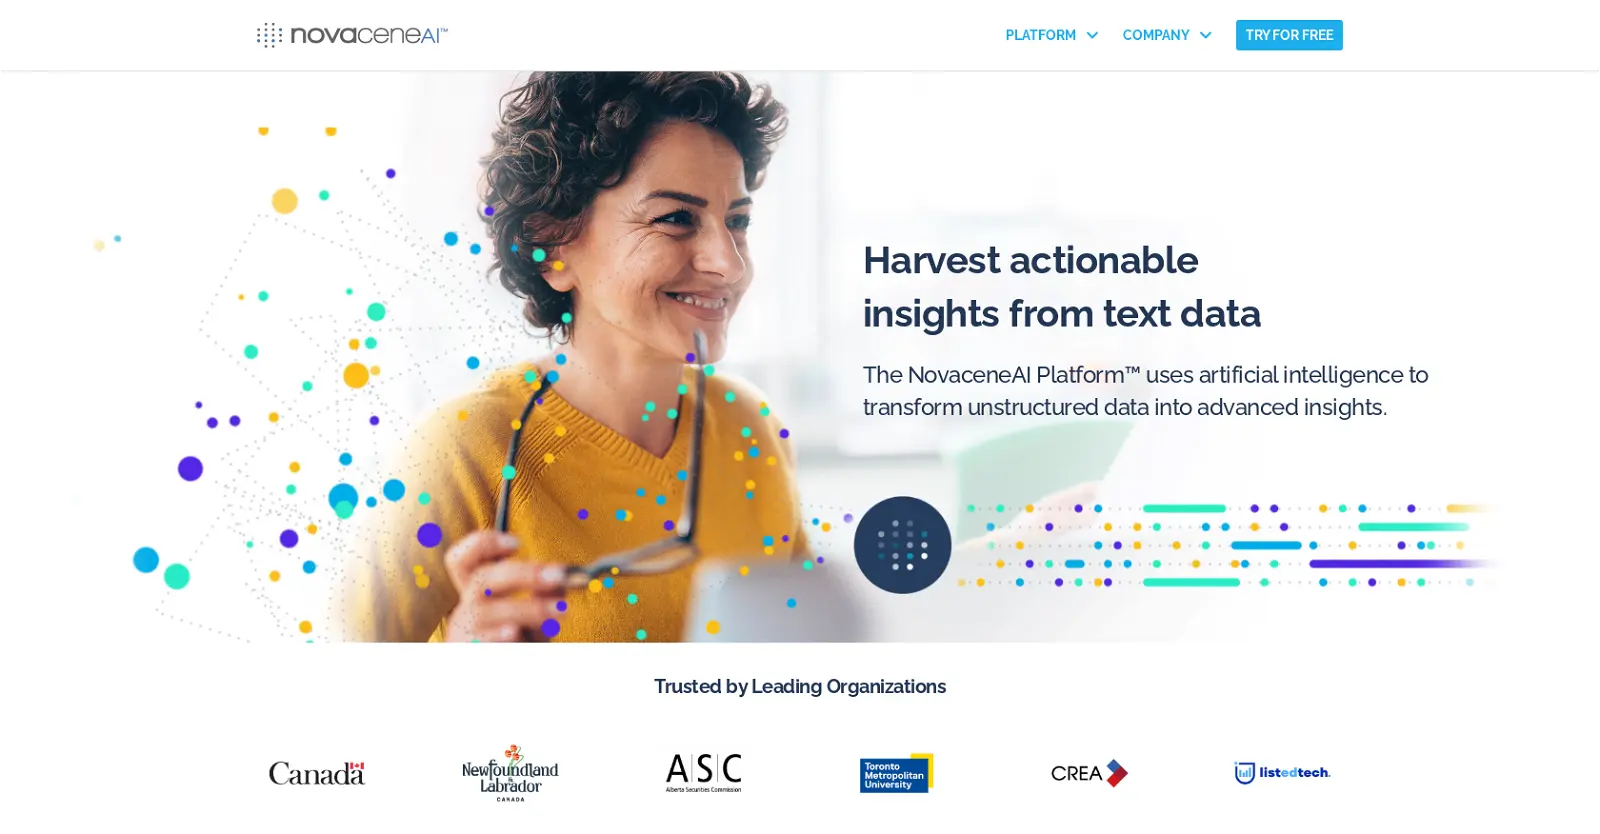 novaceneAI™
PLATFORM
COMPANY
TRY FOR FREE
Harvest actionable
insights from text data
The NovaceneAI Platform™ uses artificial intelligence to
transform unstructured data into advanced insights.
Trusted by Leading Organizations
Canada
Newfoundland
Labrador
CANADA
A|S|C
Alberta Securities Commission
Toronto
Metropolitan
University
CREA
listedtech.